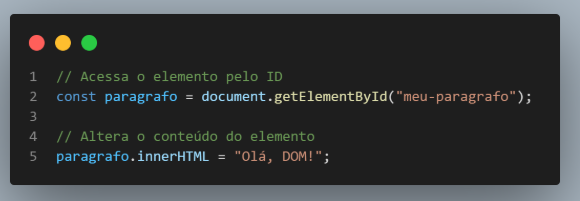 1 // Acessa o elemento pelo ID
2 const paragrafo = document.getElementById("meu-paragrafo");
3
4 // Altera o conteúdo do elemento
5 paragrafo.innerHTML = "Olá, DOM!";